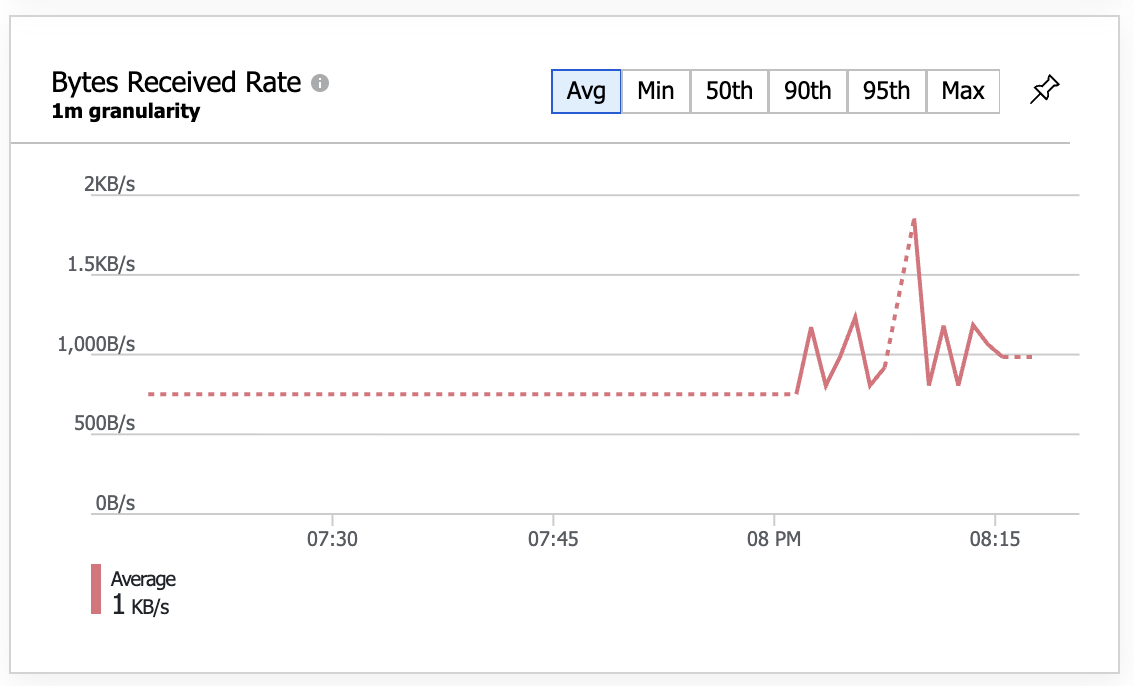 Bytes Received Rate
1m granularity
Avg Min 50th 90th 95th Max
2KB/s
1.5KB/s
1,000B/s
500B/s
0B/s
07:30 07:45 08 PM 08:15
Average
1 KB/s